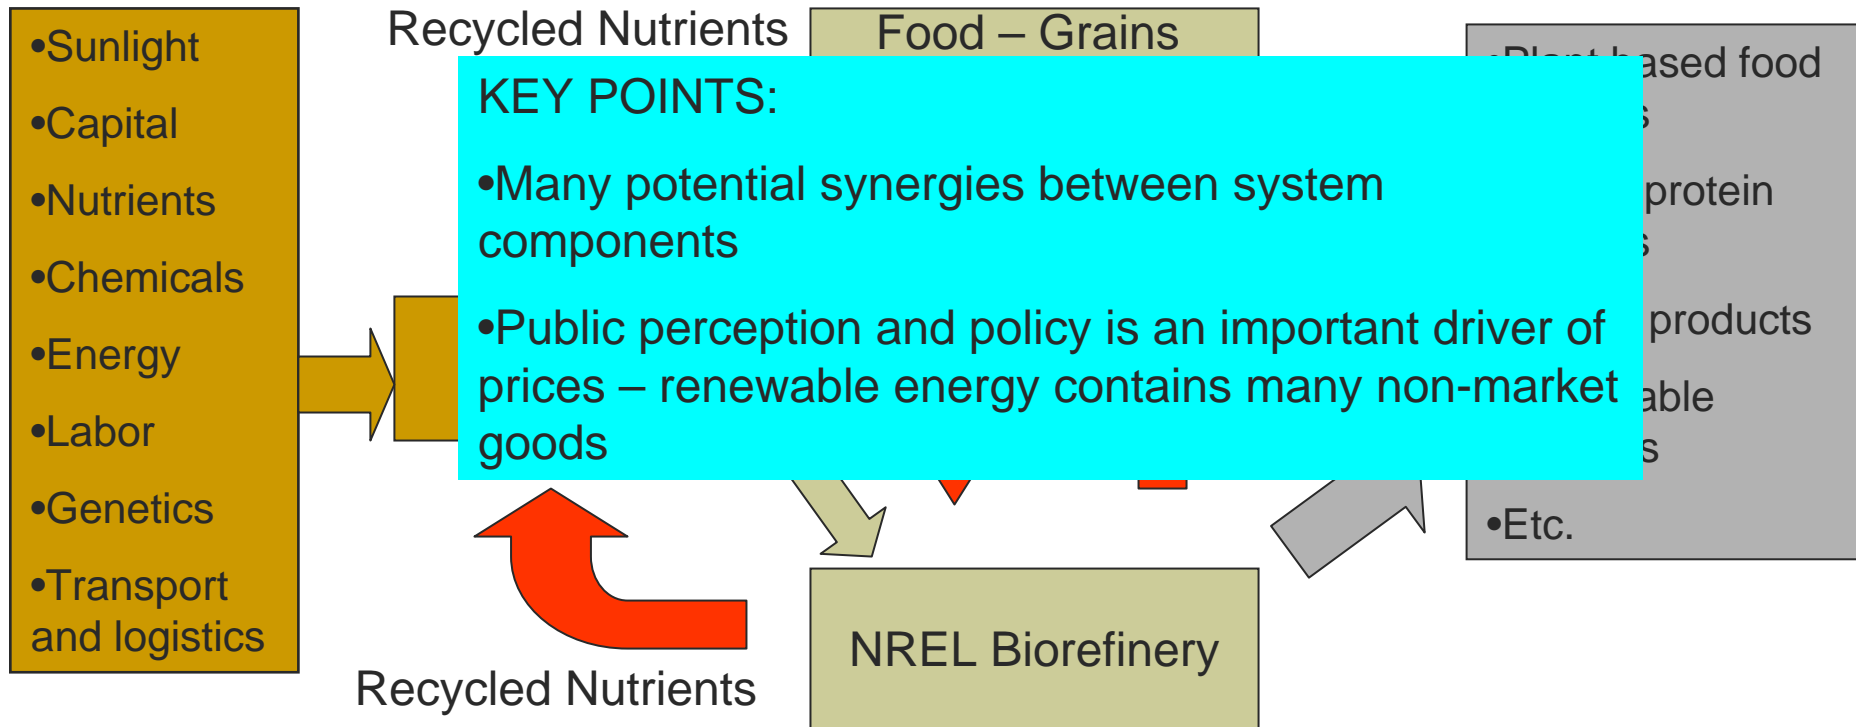 •Sunlight
•Capital
•Nutrients
•Chemicals
•Energy
•Labor
•Genetics
•Transport
and logistics
Recycled Nutrients
Food – Grains
KEY POINTS:
•Many potential synergies between system
components
•Public perception and policy is an important driver of
prices – renewable energy contains many non-market
goods
food
protein
products
•Etc.
NREL Biorefinery
Recycled Nutrients